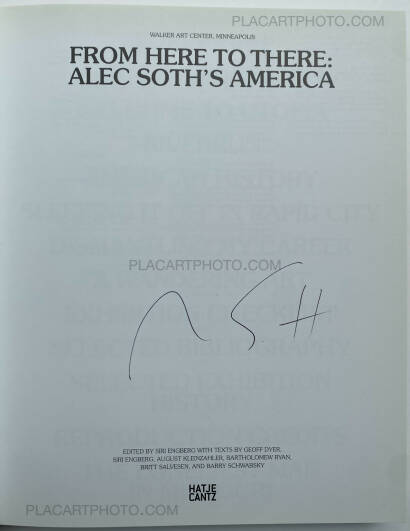 PLACARTPHOTO.COM
WALKER ART CENTER, MINNEAPOLIS
FROM HERE TO THERE:
ALEC SOTH'S AMERICA
PLACARTPHOTO.COM
EDITED BY SIRI ENGBERG WITH TEXTS BY GEOFF DYER,
SIRI ENGBERG, AUGUST KLEINZAHLER, BARTHOLOMEW RYAN,
BRITT SALVESEN, AND BARRY SCHWABSKY
HATJE
CANTZ
PLACARTPHOTO.COM